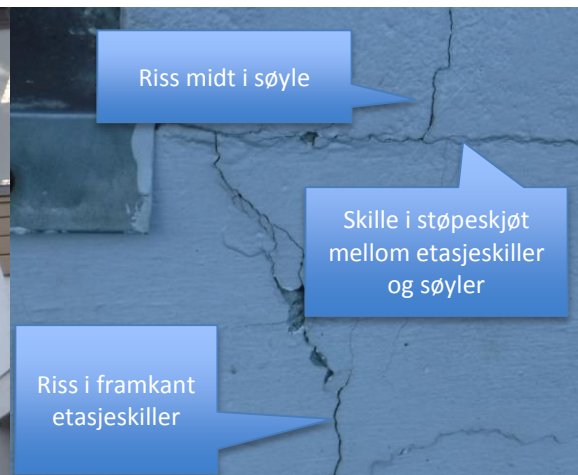 Riss midt i søyle
Skille i støpeskjøt
mellom etasjeskiller
og søyler
Riss i framkant
etasjeskiller